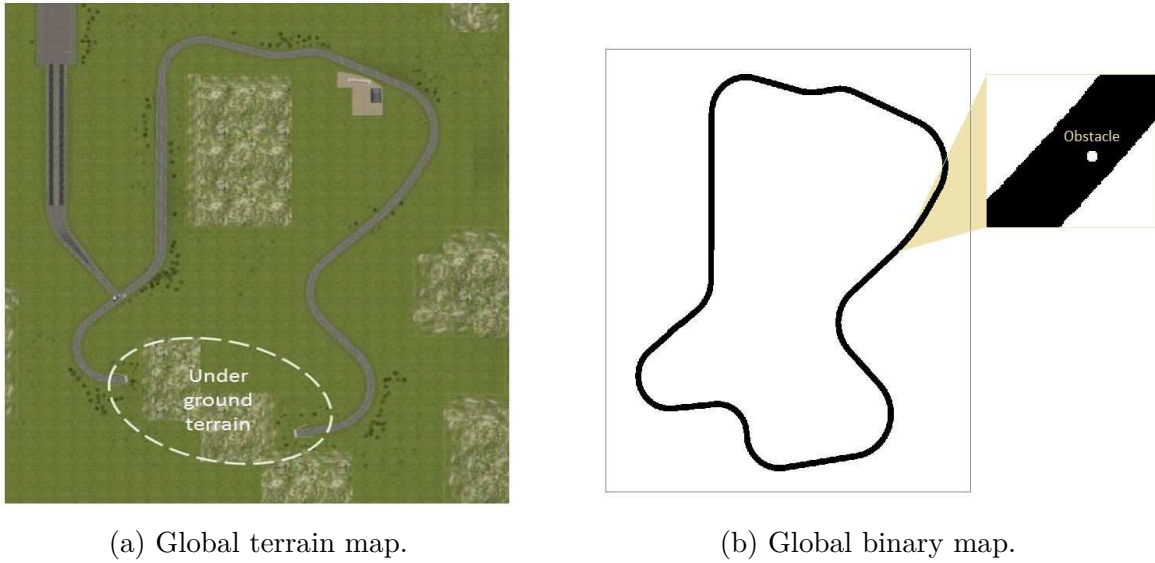 Under
ground
terrain
Obstacle
(a) Global terrain map.
(b) Global binary map.